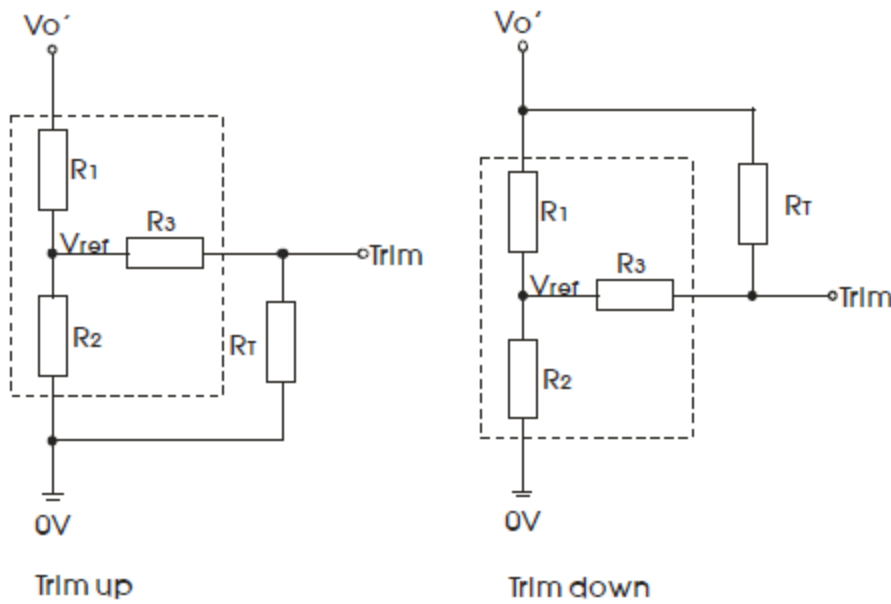 Vo'
R1
Vref
R3
Trim
R2
RT
0V
Trim up
Vo'
R1
RT
Vref
R3
Trim
R2
0V
Trim down